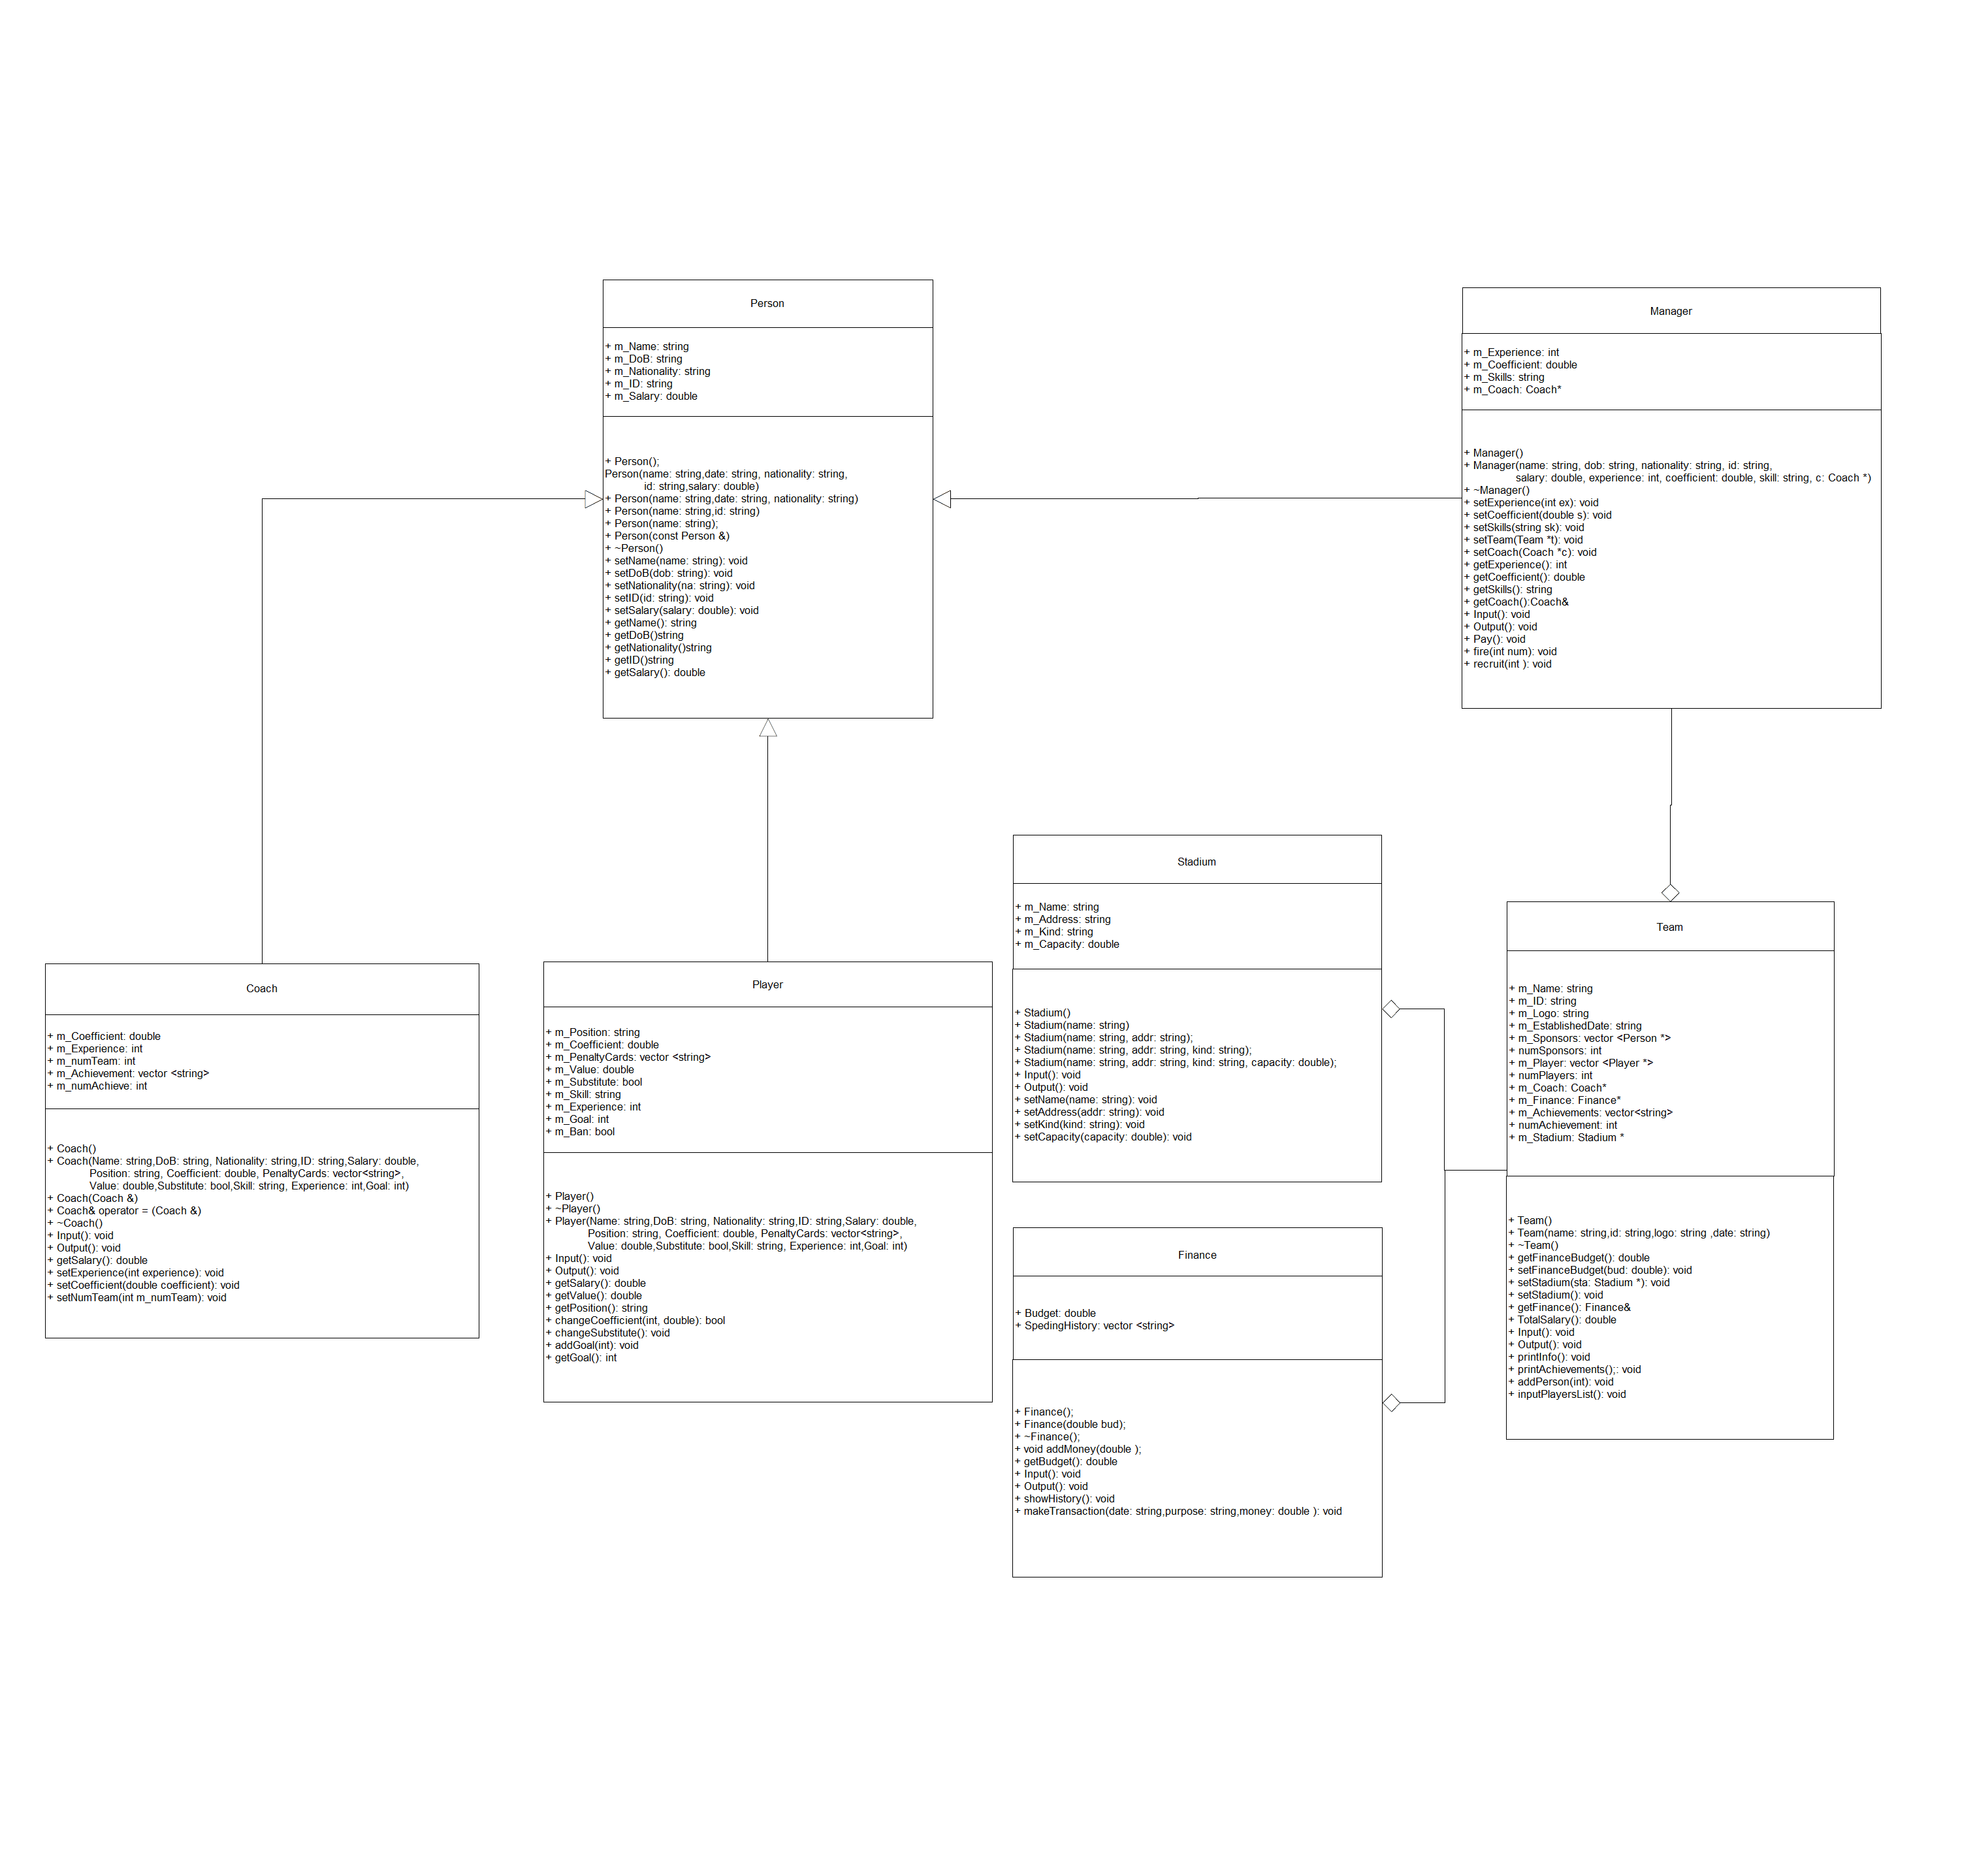 Person
+ m_Name: string
+ m_DoB: string
+ m_Nationality: string
+ m_ID: string
+ m_Salary: double
+ Person();
Person(name: string,date: string, nationality: string,
id: string,salary: double)
+ Person(name: string,date: string, nationality: string)
+ Person(name: string,id: string)
+ Person(name: string);
+ Person(const Person &)
+ ~Person()
+ setName(name: string): void
+ setDoB(dob: string): void
+ setNationality(na: string): void
+ setID(id: string): void
+ setSalary(salary: double): void
+ getName(): string
+ getDoB()string
+ getNationality()string
+ getID()string
+ getSalary(): double
Manager
+ m_Experience: int
+ m_Coefficient: double
+ m_Skills: string
+ m_Coach: Coach*
+ Manager()
+ Manager(name: string, dob: string, nationality: string, id: string,
salary: double, experience: int, coefficient: double, skill: string, c: Coach *)
+ ~Manager()
+ setExperience(int ex): void
+ setCoefficient(double s): void
+ setSkills(string sk): void
+ setTeam(Team *t): void
+ setCoach(Coach *c): void
+ getExperience(): int
+ getCoefficient(): double
+ getSkills(): string
+ getCoach():Coach&
+ Input(): void
+ Output(): void
+ Pay(): void
+ fire(int num): void
+ recruit(int ): void
Coach
+ m_Coefficient: double
+ m_Experience: int
+ m_numTeam: int
+ m_Achievement: vector <string>
+ m_numAchieve: int
+ Coach()
+ Coach(Name: string,DoB: string, Nationality: string,ID: string,Salary: double,
Position: string, Coefficient: double, PenaltyCards: vector<string>,
Value: double,Substitute: bool,Skill: string, Experience: int,Goal: int)
+ Coach(Coach &)
+ Coach& operator = (Coach &)
+ ~Coach()
+ Input(): void
+ Output(): void
+ getSalary(): double
+ setExperience(int experience): void
+ setCoefficient(double coefficient): void
+ setNumTeam(int m_numTeam): void
Player
+ m_Position: string
+ m_Coefficient: double
+ m_PenaltyCards: vector <string>
+ m_Value: double
+ m_Substitute: bool
+ m_Skill: string
+ m_Experience: int
+ m_Goal: int
+ m_Ban: bool
+ Player()
+ ~Player()
+ Player(Name: string,DoB: string, Nationality: string,ID: string,Salary: double,
Position: string, Coefficient: double, PenaltyCards: vector<string>,
Value: double,Substitute: bool,Skill: string, Experience: int,Goal: int)
+ Input(): void
+ Output(): void
+ getSalary(): double
+ getValue(): double
+ getPosition(): string
+ changeCoefficient(int, double): bool
+ changeSubstitute(): void
+ addGoal(int): void
+ getGoal(): int
Stadium
+ m_Name: string
+ m_Address: string
+ m_Kind: string
+ m_Capacity: double
+ Stadium()
+ Stadium(name: string)
+ Stadium(name: string, addr: string);
+ Stadium(name: string, addr: string, kind: string);
+ Stadium(name: string, addr: string, kind: string, capacity: double);
+ Input(): void
+ Output(): void
+ setName(name: string): void
+ setAddress(addr: string): void
+ setKind(kind: string): void
+ setCapacity(capacity: double): void
Finance
+ Budget: double
+ SpedingHistory: vector <string>
+ Finance();
+ Finance(double bud);
+ ~Finance();
+ void addMoney(double );
+ getBudget(): double
+ Input(): void
+ Output(): void
+ showHistory(): void
+ makeTransaction(date: string,purpose: string,money: double ): void
Team
+ m_Name: string
+ m_ID: string
+ m_Logo: string
+ m_EstablishedDate: string
+ m_Sponsors: vector <Person *>
+ numSponsors: int
+ m_Player: vector <Player *>
+ numPlayers: int
+ m_Coach: Coach*
+ m_Finance: Finance*
+ m_Achievements: vector<string>
+ numAchievement: int
+ m_Stadium: Stadium *
+ Team()
+ Team(name: string,id: string,logo: string ,date: string)
+ ~Team()
+ getFinanceBudget(): double
+ setFinanceBudget(bud: double): void
+ setStadium(sta: Stadium *): void
+ setStadium(): void
+ getFinance(): Finance&
+ TotalSalary(): double
+ Input(): void
+ Output(): void
+ printInfo(): void
+ printAchievements();: void
+ addPerson(int): void
+ inputPlayersList(): void